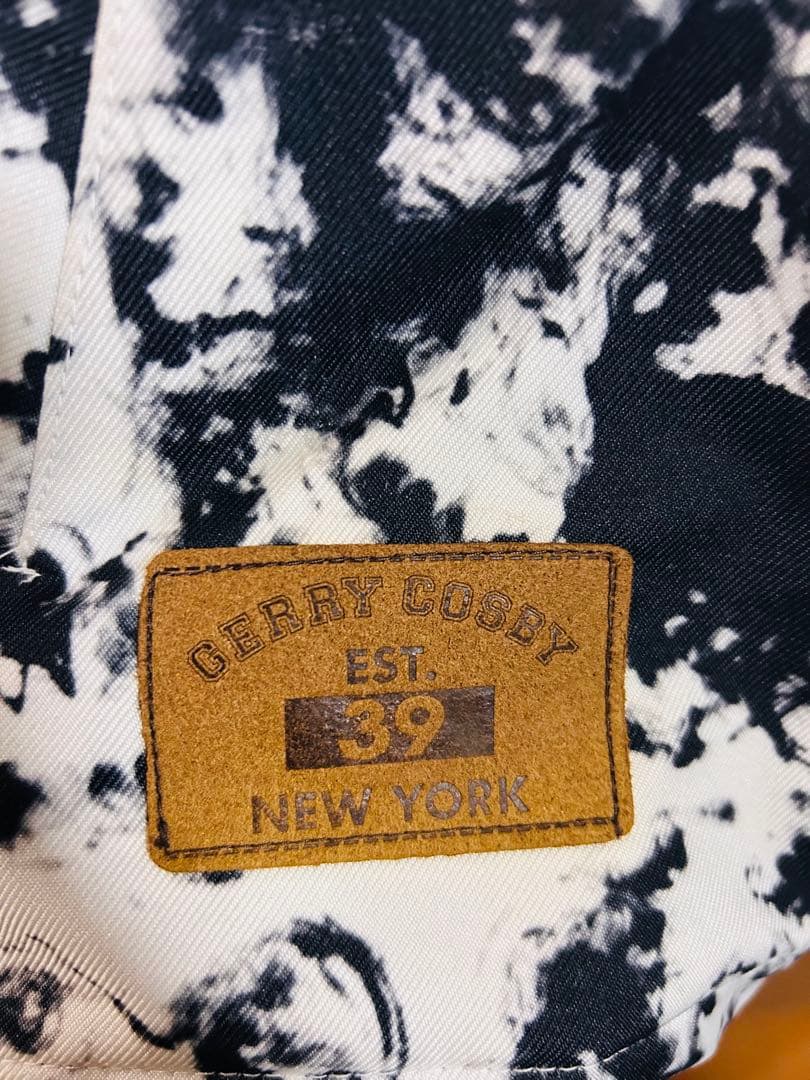 GERRY COSBY
EST.
39
NEW YORK